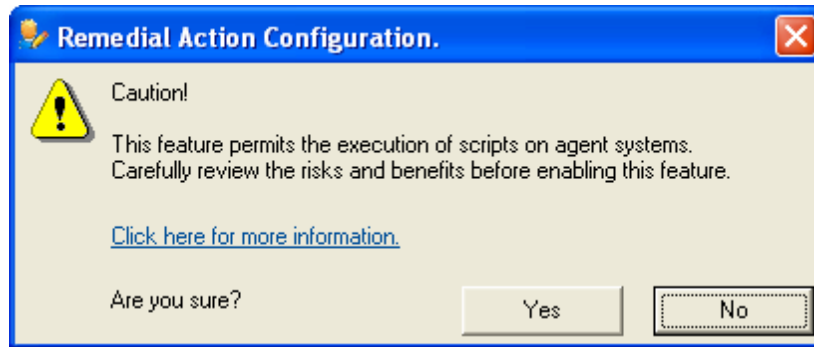 Remedial Action Configuration.
Caution!
This feature permits the execution of scripts on agent systems.
Carefully review the risks and benefits before enabling this feature.
Click here for more information.
Are you sure?
Yes
No